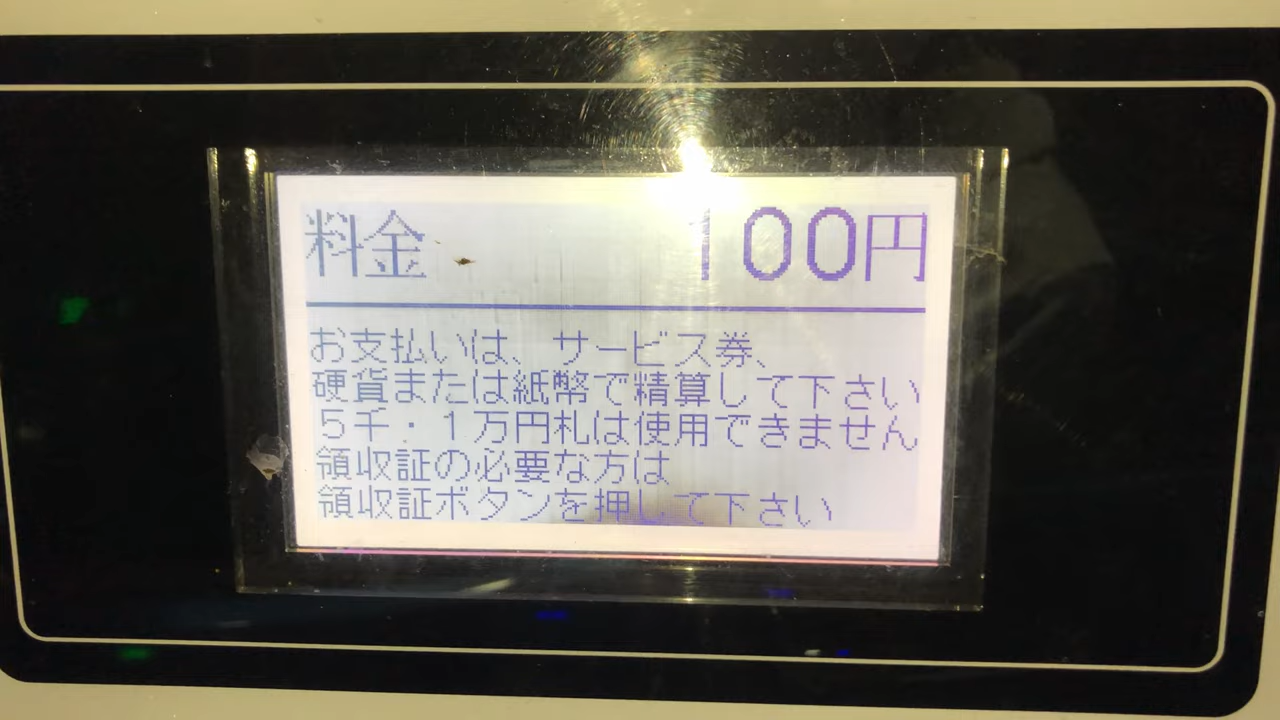 料金 100円
お支払いは、サービス券、
硬貨または紙幣で精算して下さい
5千・1万円札は使用できません
領収証の必要な方は
領収証ボタンを押して下さい